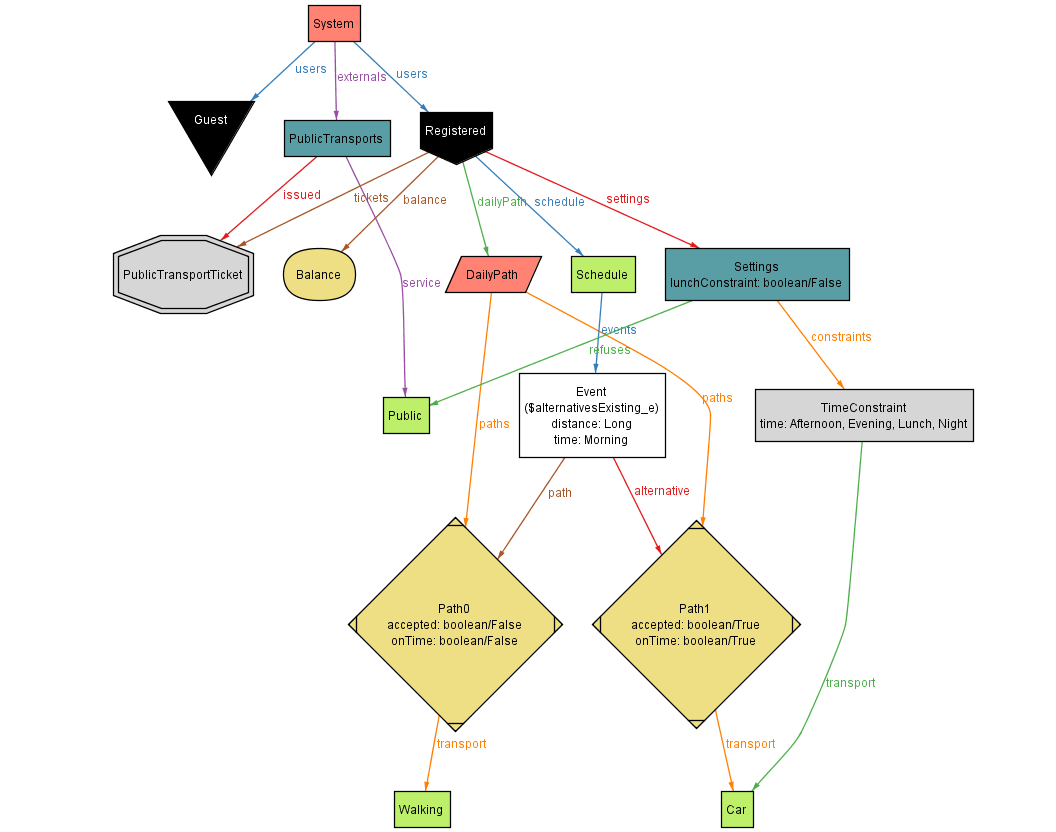 System
users
externals
users
Guest
PublicTransports
Registered
issued
tickets
balance
dailyPath
schedule
settings
PublicTransportTicket
Balance
service
DailyPath
Schedule
Settings
lunchConstraint: boolean/False
events
refuses
constraints
Public
paths
Event
($alternativesExisting_e)
distance: Long
time: Morning
paths
TimeConstraint
time: Afternoon, Evening, Lunch, Night
path
alternative
Path0
accepted: boolean/False
onTime: boolean/False
Path1
accepted: boolean/True
onTime: boolean/True
transport
transport
transport
Walking
Car